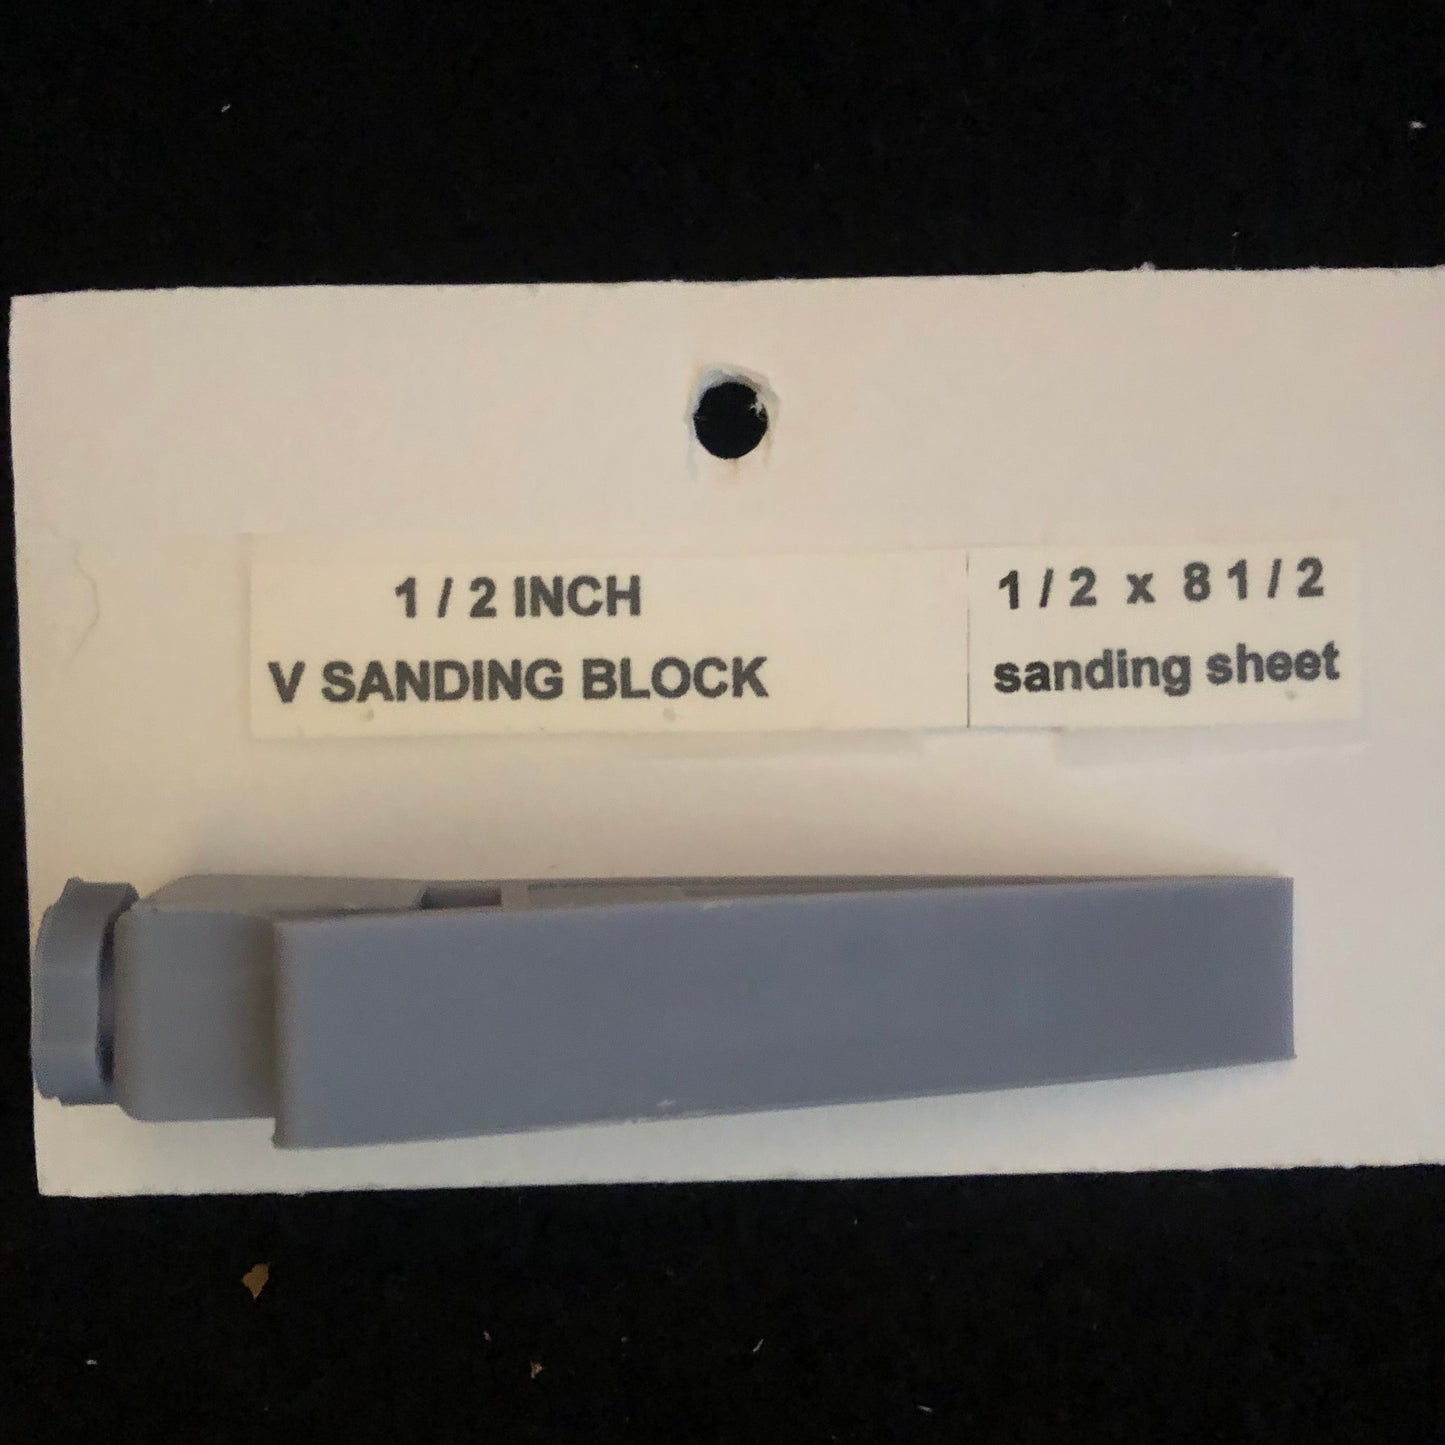 1 / 2 INCH
V SANDING BLOCK
1 / 2 x 8 1 / 2
sanding sheet